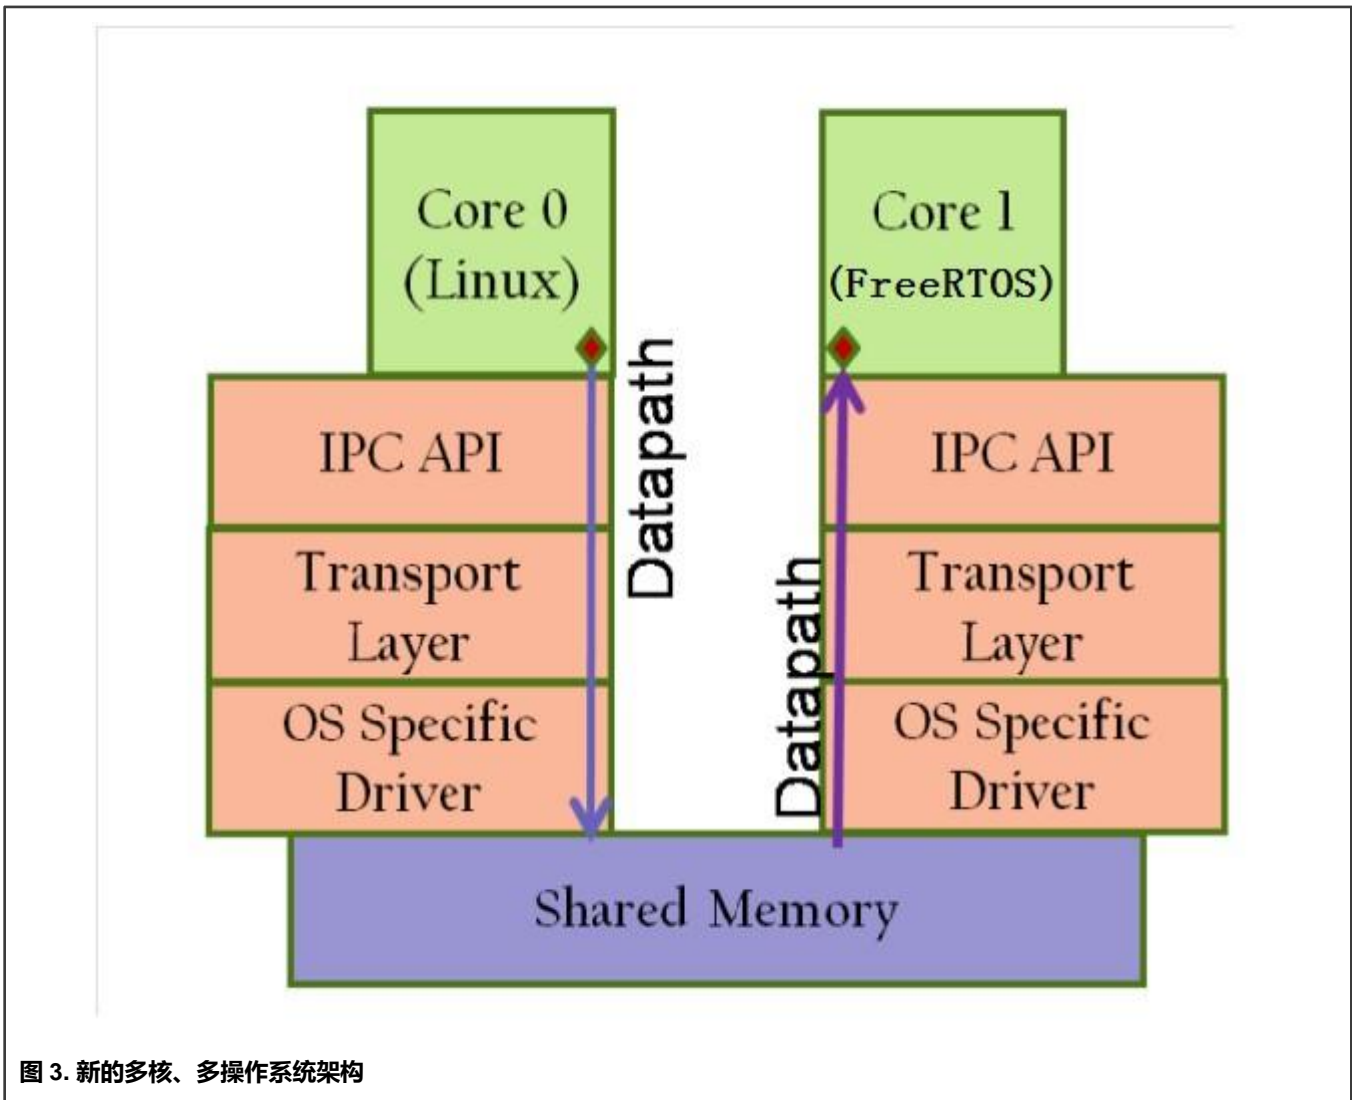 Core 0
(Linux)
Datapath
IPC API
Transport
Layer
OS Specific
Driver
Core 1
(FreeRTOS)
Datapath
IPC API
Transport
Layer
OS Specific
Driver
Shared Memory
图 3. 新的多核、多操作系统架构